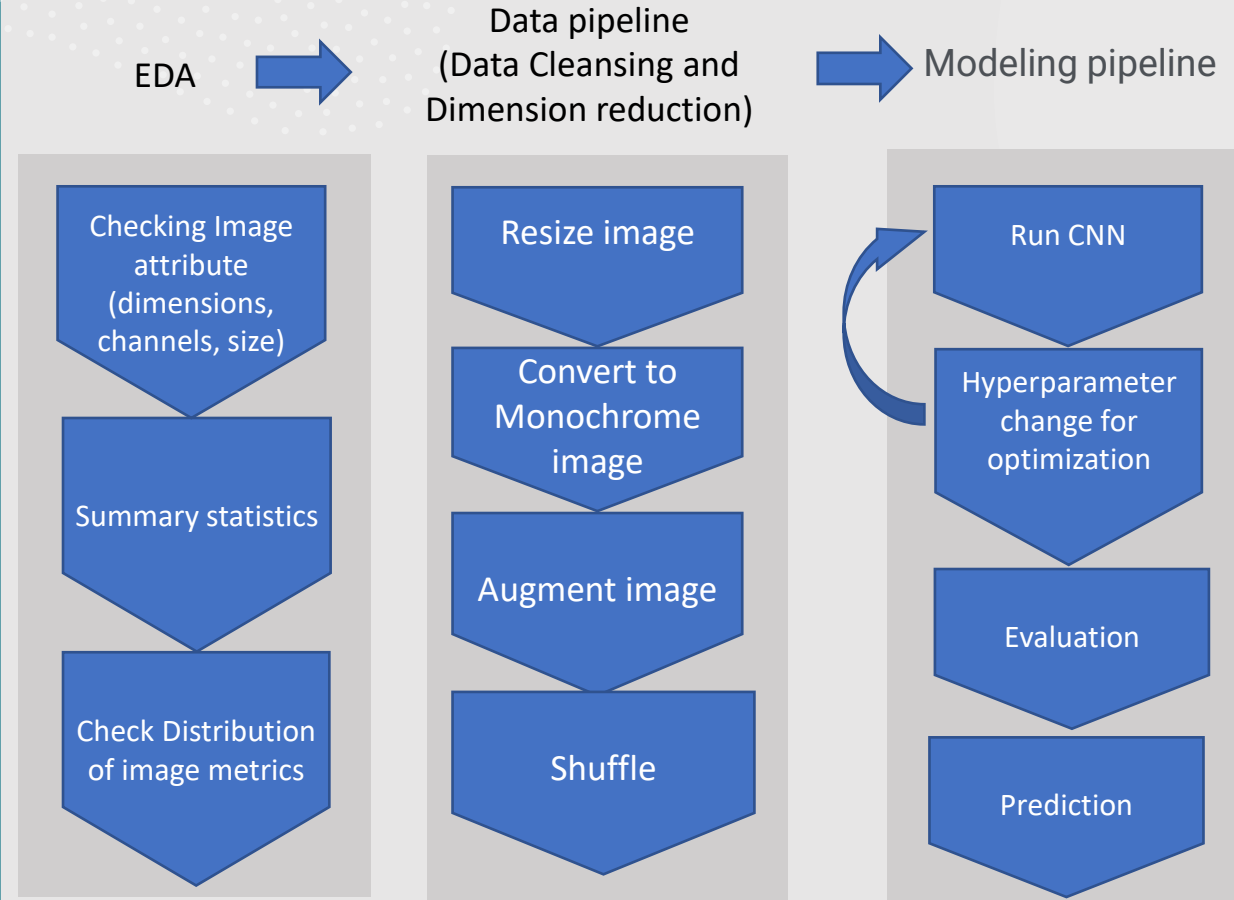 EDA
Data pipeline
(Data Cleansing and
Dimension reduction)
Modeling pipeline
Checking Image
attribute
(dimensions,
channels, size)
Summary statistics
Check Distribution
of image metrics
Resize image
Convert to
Monochrome
image
Augment image
Shuffle
Run CNN
Hyperparameter
change for
optimization
Evaluation
Prediction